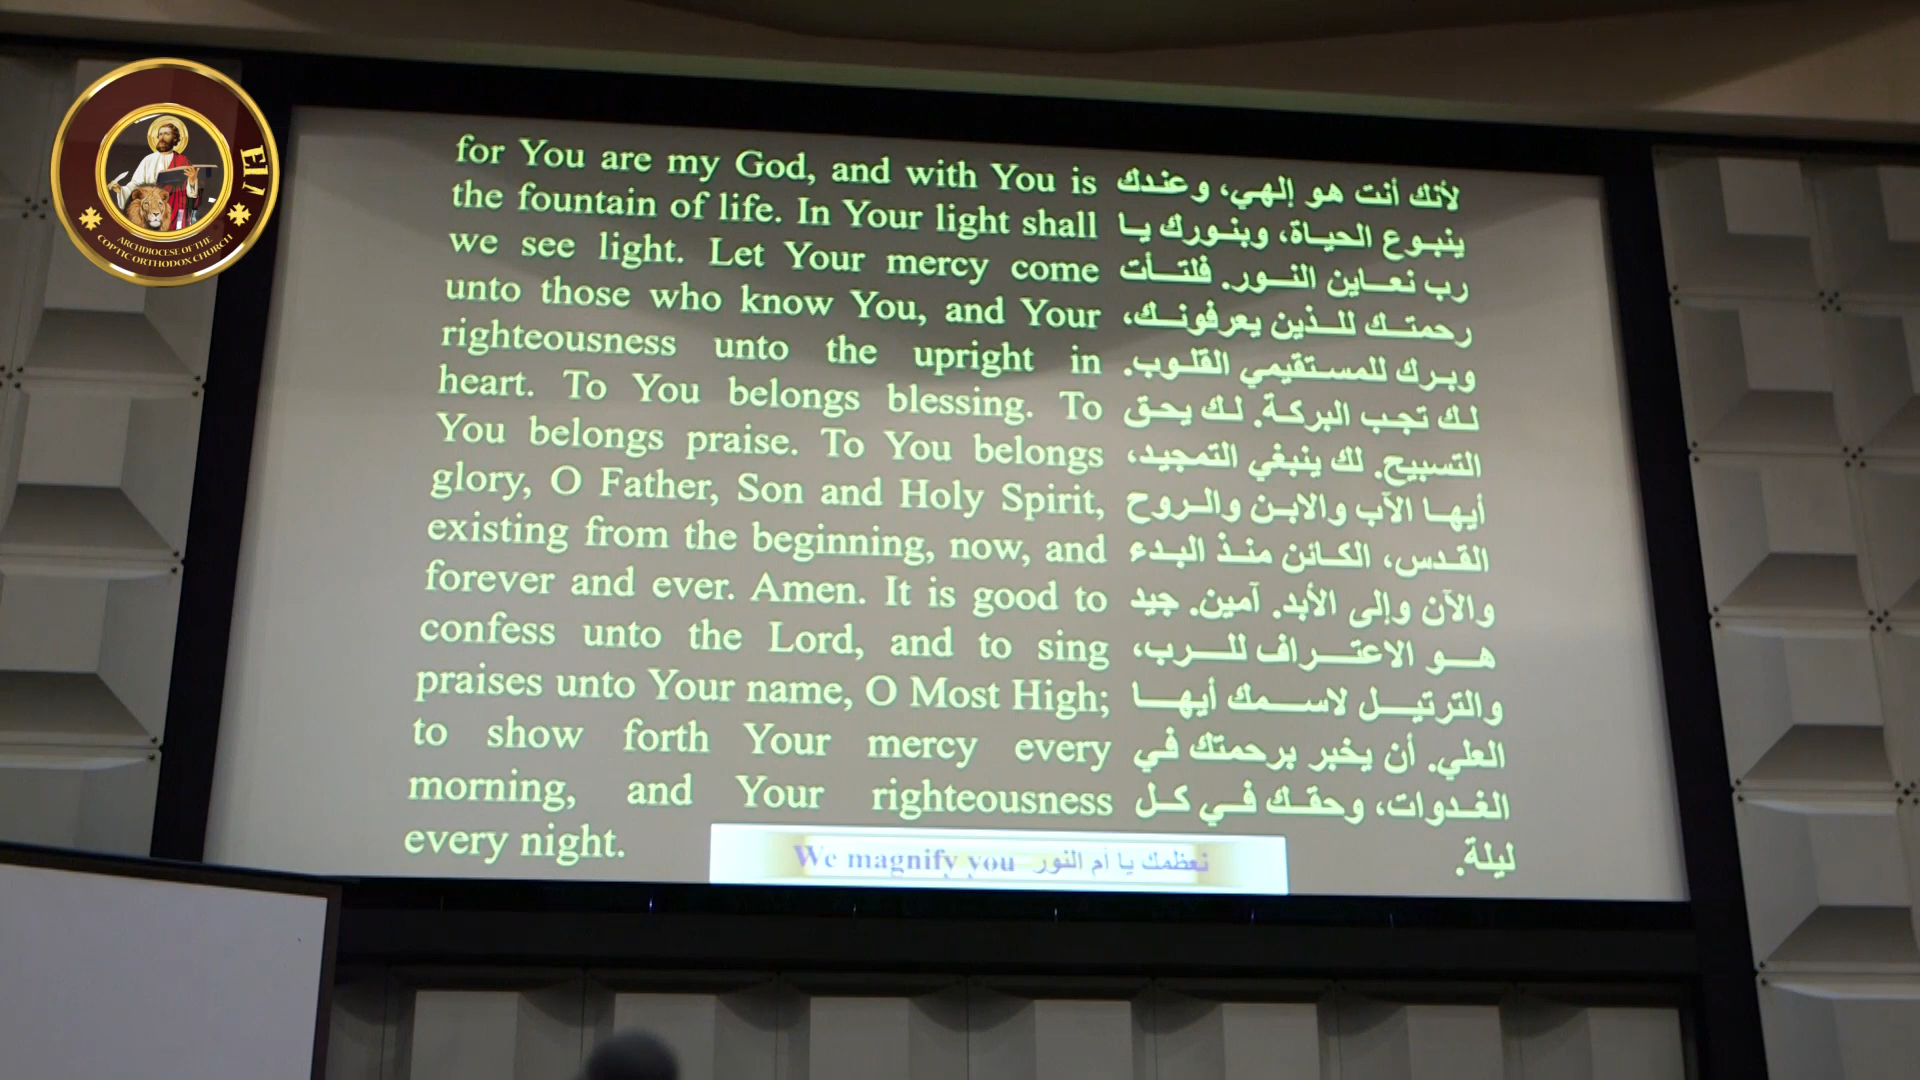 for You are my God, and with You is
the fountain of life. In Your light shall
we see light. Let Your mercy come
unto those who know You, and Your
righteousness unto the upright in
heart. To You belongs blessing. To
You belongs praise. To You belongs
glory, O Father, Son and Holy Spirit,
existing from the beginning, now, and
forever and ever. Amen. It is good to
confess unto the Lord, and to sing
praises unto Your name, O Most High;
to show forth Your mercy every
morning, and Your righteousness
every night.
لأنك أنت هو إلهي، وعندك
ينبوع الحياة، وبنورك يا
رب نعاين النور. فلتأت
رحمتك للذين يعرفونك،
وبرك للمستقيمي القلوب.
لك تجب البركة. لك يحق
التسبيح. لك ينبغي التمجيد،
أيها الآب والابن والروح
القدس، الكائن منذ البدء
والآن وإلى الأبد. آمين. جيد
هو الاعتراف للرب،
والترتيل لاسمك أيها
العلي. أن يخبر برحمتك في
الغدوات، وحقك في كل
ليلة.
We magnify you نعظمك يا أم النور
ARCHDIOCESE OF THE
COPTIC ORTHODOX CHURCH